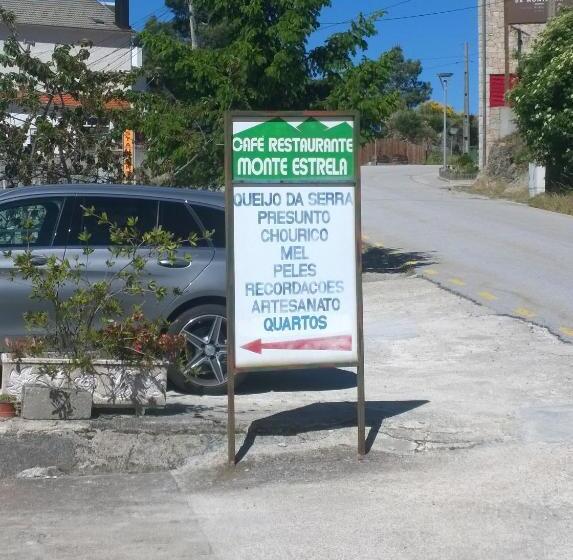 CAFÉ RESTAURANTE
MONTE ESTRELA
QUEIJO DA SERRA
PRESUNTO
CHOURICO
MEL
PELES
RECORDACOES
ARTESANATO
QUARTOS